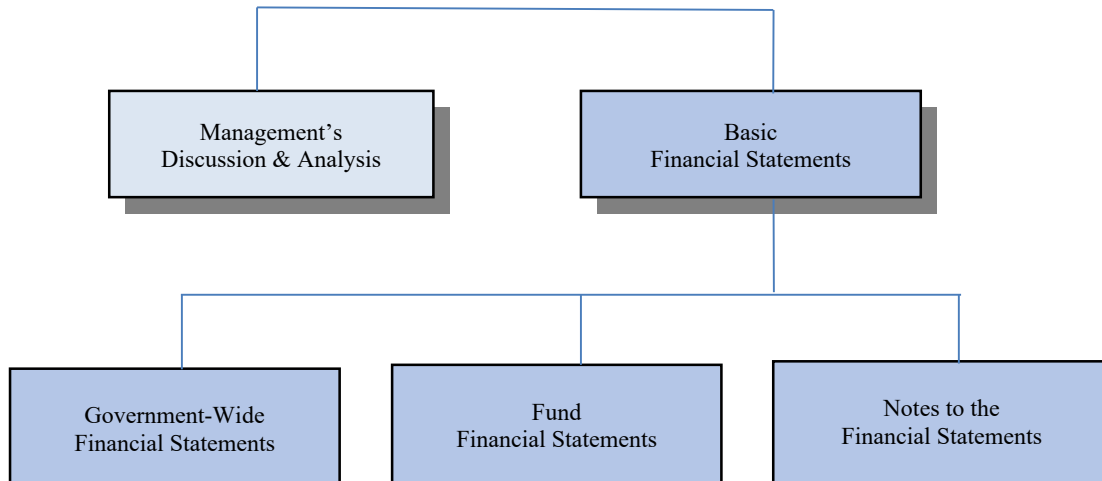 Management’s
Discussion & Analysis
Basic
Financial Statements
Government-Wide
Financial Statements
Fund
Financial Statements
Notes to the
Financial Statements